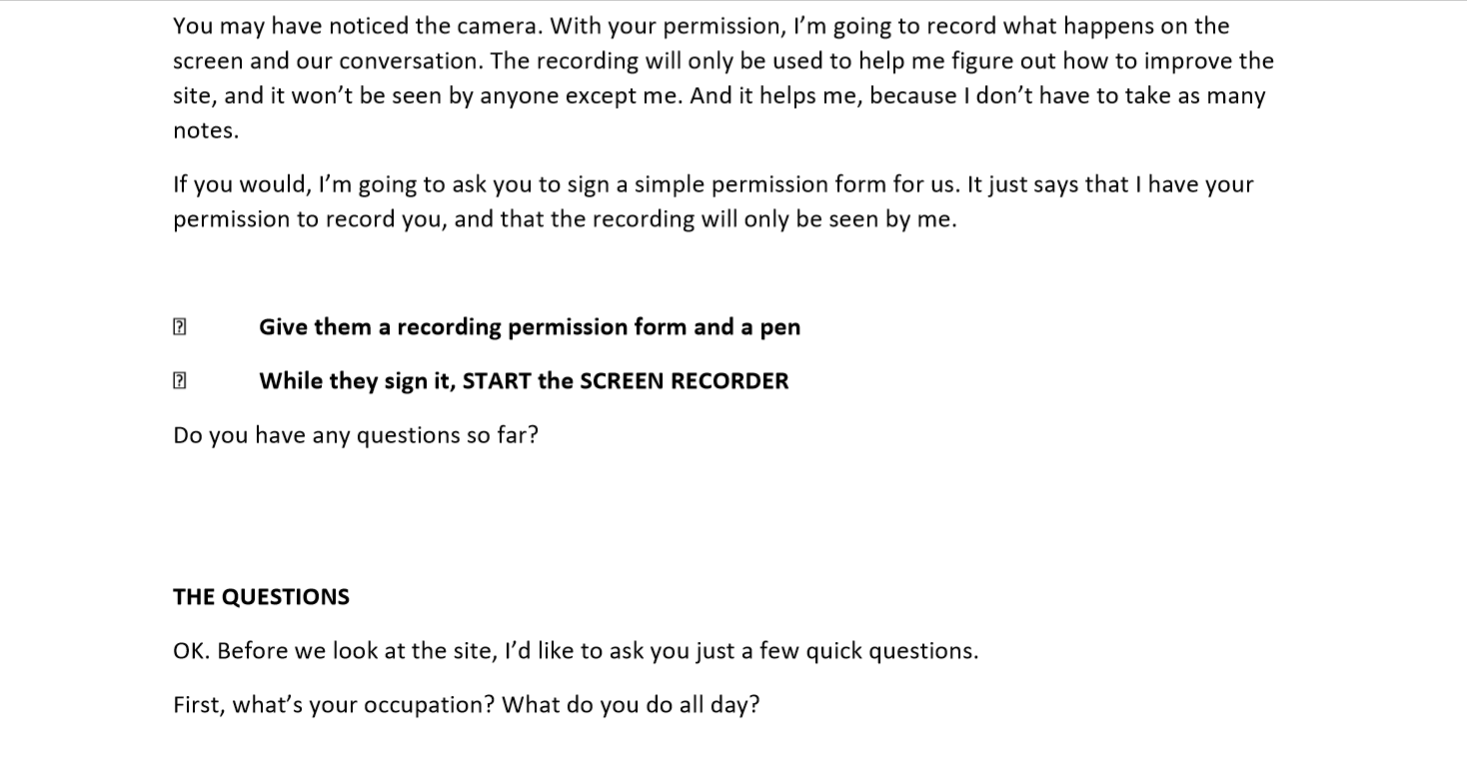 You may have noticed the camera. With your permission, I’m going to record what happens on the
screen and our conversation. The recording will only be used to help me figure out how to improve the
site, and it won’t be seen by anyone except me. And it helps me, because I don’t have to take as many
notes.
If you would, I’m going to ask you to sign a simple permission form for us. It just says that I have your
permission to record you, and that the recording will only be seen by me.
⍰ Give them a recording permission form and a pen
⍰ While they sign it, START the SCREEN RECORDER
Do you have any questions so far?
THE QUESTIONS
OK. Before we look at the site, I’d like to ask you just a few quick questions.
First, what’s your occupation? What do you do all day?